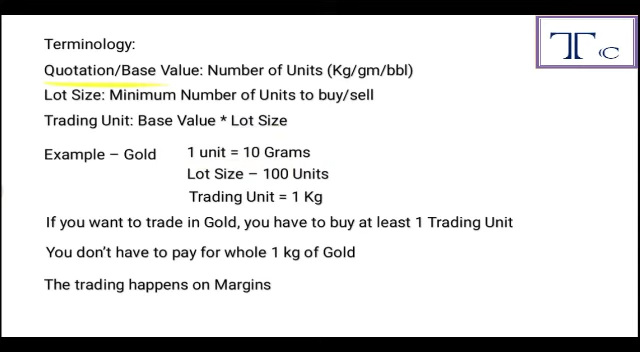 Terminology:
Tc
Quotation/Base Value: Number of Units (Kg/gm/bbl)
Lot Size: Minimum Number of Units to buy/sell
Trading Unit: Base Value * Lot Size
Example – Gold 1 unit = 10 Grams
Lot Size – 100 Units
Trading Unit = 1 Kg
If you want to trade in Gold, you have to buy at least 1 Trading Unit
You don't have to pay for whole 1 kg of Gold
The trading happens on Margins